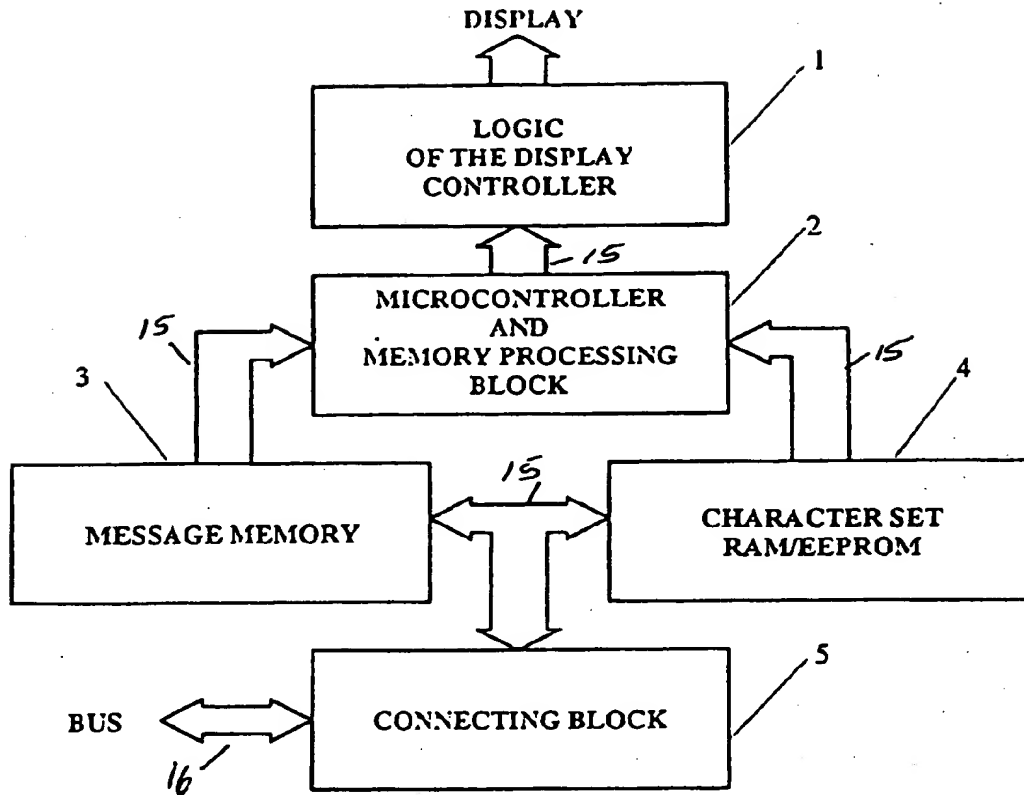 DISPLAY
1
LOGIC
OF THE DISPLAY
CONTROLLER
2
15
MICROCONTROLLER
AND
MEMORY PROCESSING
BLOCK
15
15
3
4
15
MESSAGE MEMORY
CHARACTER SET
RAM/EEPROM
5
BUS
CONNECTING BLOCK
16